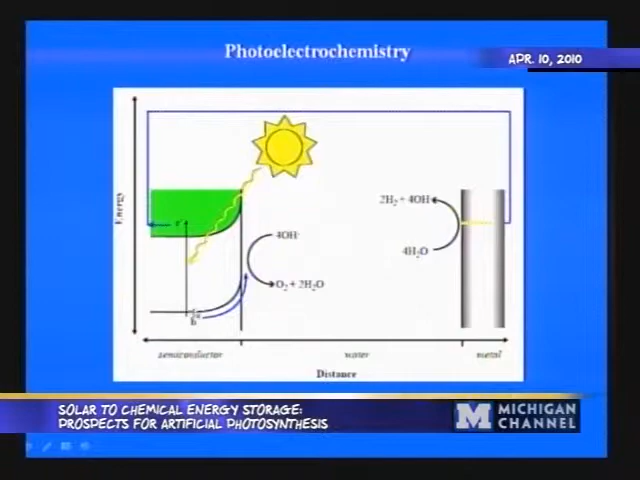 Photoelectrochemistry
APR. 10, 2010
Energy
2H₂ + 4OH⁻
e⁻
4OH⁻
4H₂O
O₂ + 2H₂O
h⁺
semiconductor
water
metal
Distance
SOLAR TO CHEMICAL ENERGY STORAGE:
PROSPECTS FOR ARTIFICIAL PHOTOSYNTHESIS
M MICHIGAN
CHANNEL